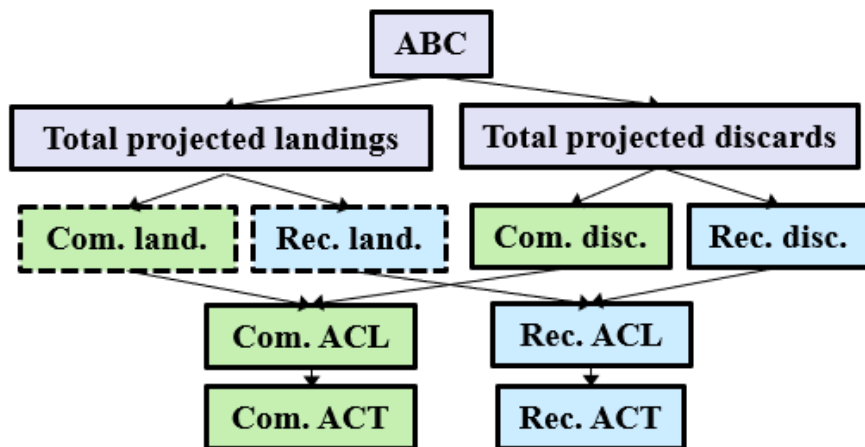 ABC
Total projected landings
Total projected discards
Com. land.
Rec. land.
Com. disc.
Rec. disc.
Com. ACL
Rec. ACL
Com. ACT
Rec. ACT